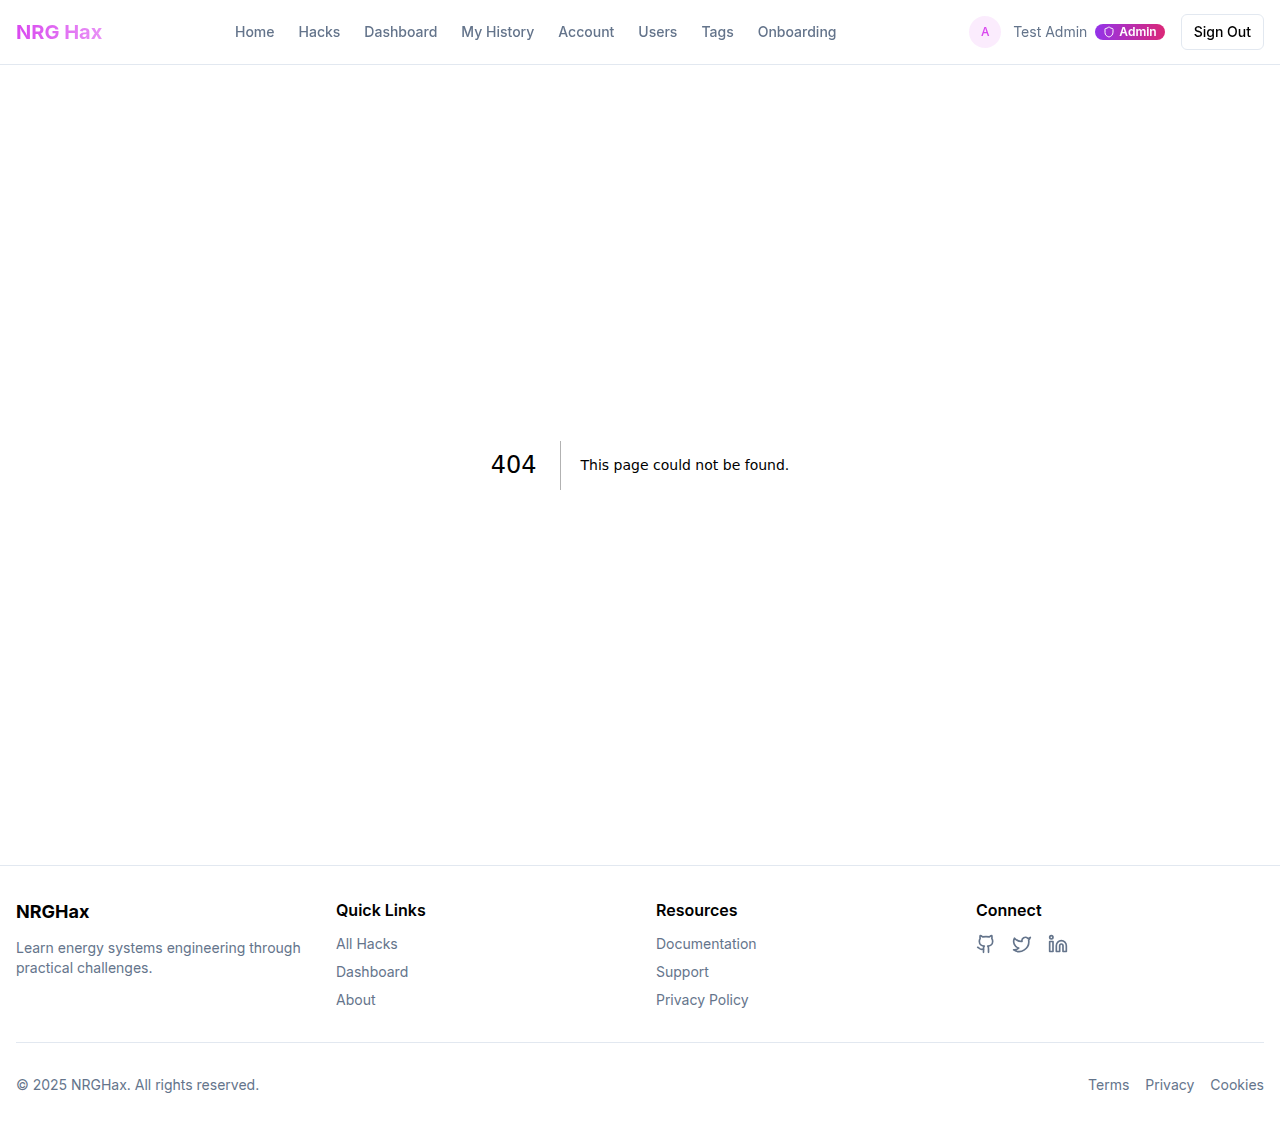 NRG Hax
Home Hacks Dashboard My History Account Users Tags Onboarding
A Test Admin Admin Sign Out
404 This page could not be found.
NRGHax
Learn energy systems engineering through
practical challenges.
Quick Links
All Hacks
Dashboard
About
Resources
Documentation
Support
Privacy Policy
Connect
© 2025 NRGHax. All rights reserved.
Terms Privacy Cookies